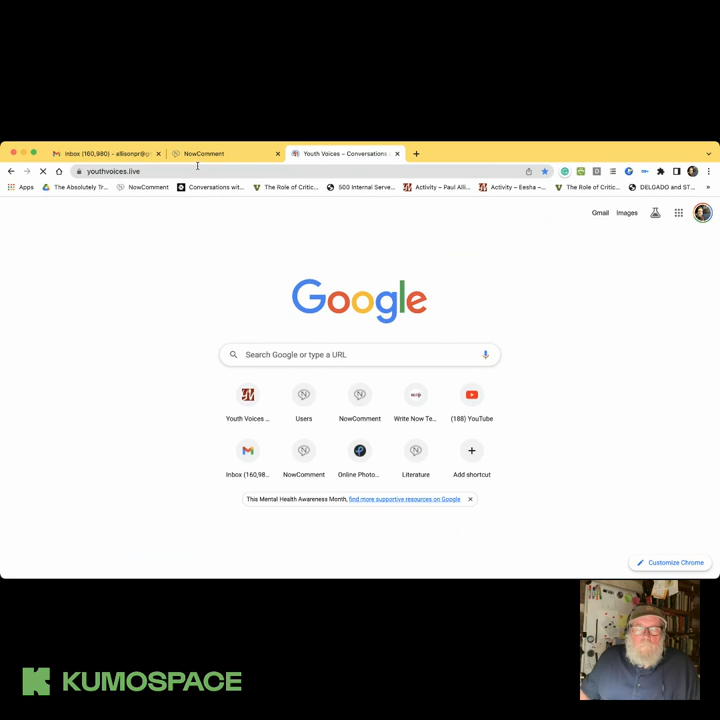 Inbox (160,980) - allisonpr@g
NowComment
Youth Voices – Conversations
youthvoices.live
Apps
The Absolutely Tr...
NowComment
Conversations wit...
The Role of Critic...
500 Internal Serve...
Activity – Paul Alli...
Activity – Eesha –...
The Role of Critic...
DELGADO and ST...
»
Gmail
Images
Google
Search Google or type a URL
Youth Voices ...
Users
NowComment
Write Now Te...
(188) YouTube
Inbox (160,98...
NowComment
Online Photo...
Literature
Add shortcut
This Mental Health Awareness Month, find more supportive resources on Google
Customize Chrome
KUMOSPACE